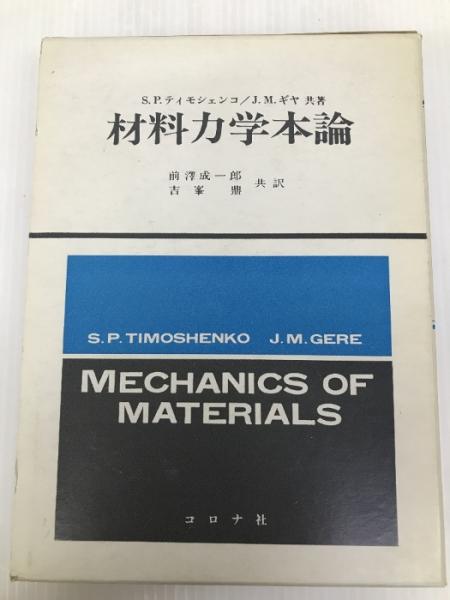 S.P.ティモシェンコ/J.M.ギヤ 共著
材料力学本論
前澤成一郎
吉峯 鼎 共訳
S.P. TIMOSHENKO J.M. GERE
MECHANICS OF
MATERIALS
コロナ社